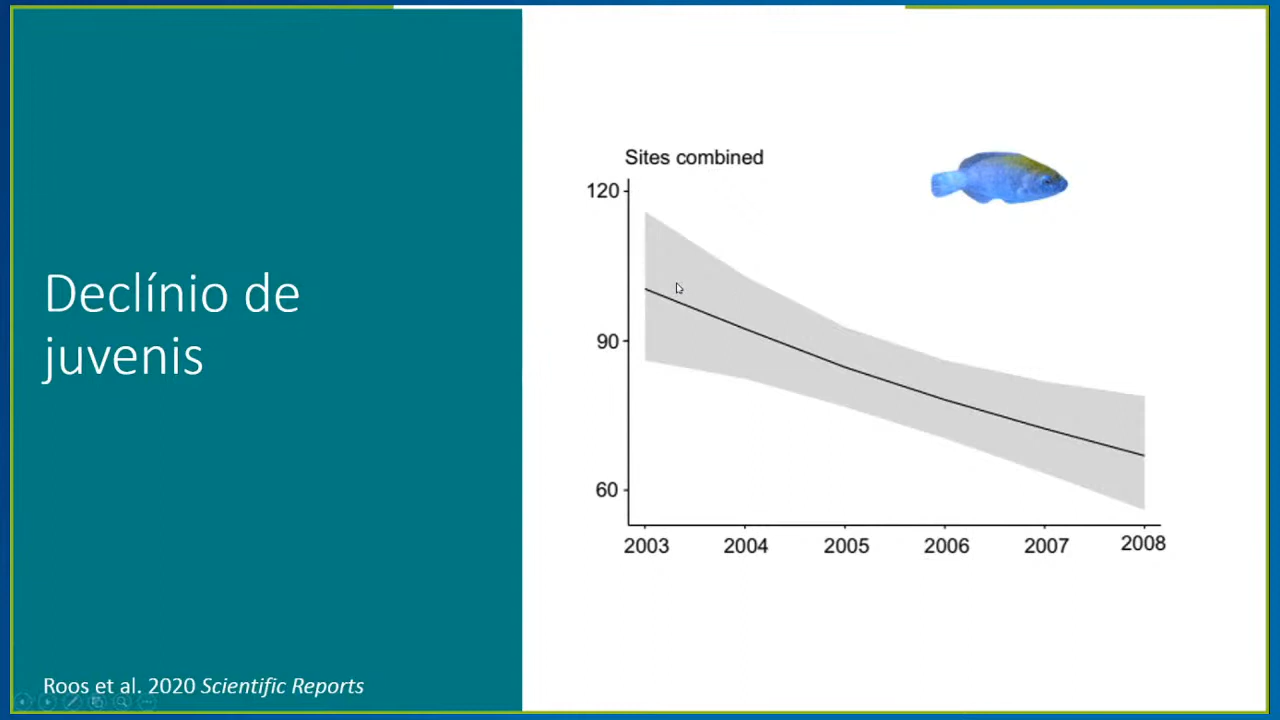 Declínio de
juvenis
Roos et al. 2020 Scientific Reports
Sites combined
120
90
60
2003 2004 2005 2006 2007 2008